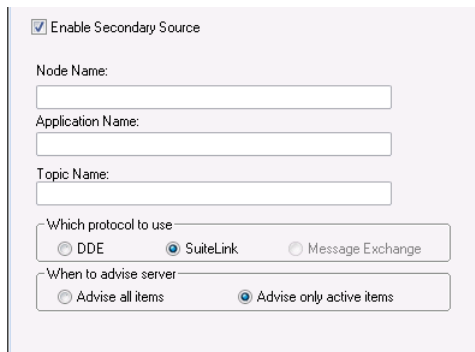 Enable Secondary Source
Node Name:
Application Name:
Topic Name:
Which protocol to use
DDE SuiteLink Message Exchange
When to advise server
Advise all items Advise only active items